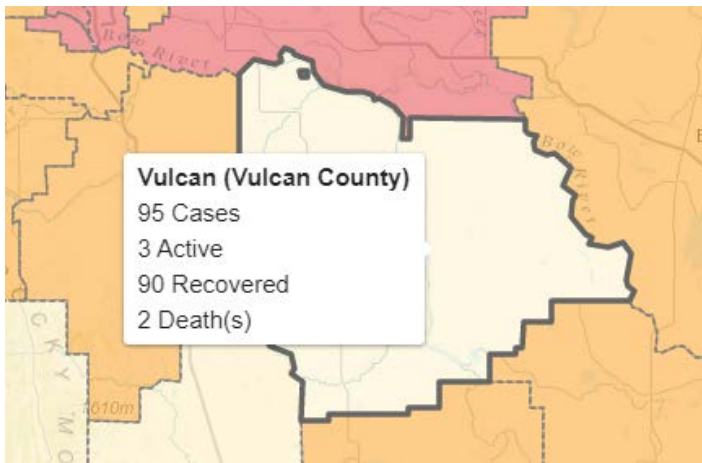 Bow River
Vulcan (Vulcan County)
95 Cases
3 Active
90 Recovered
2 Death(s)
Bow River
1610m